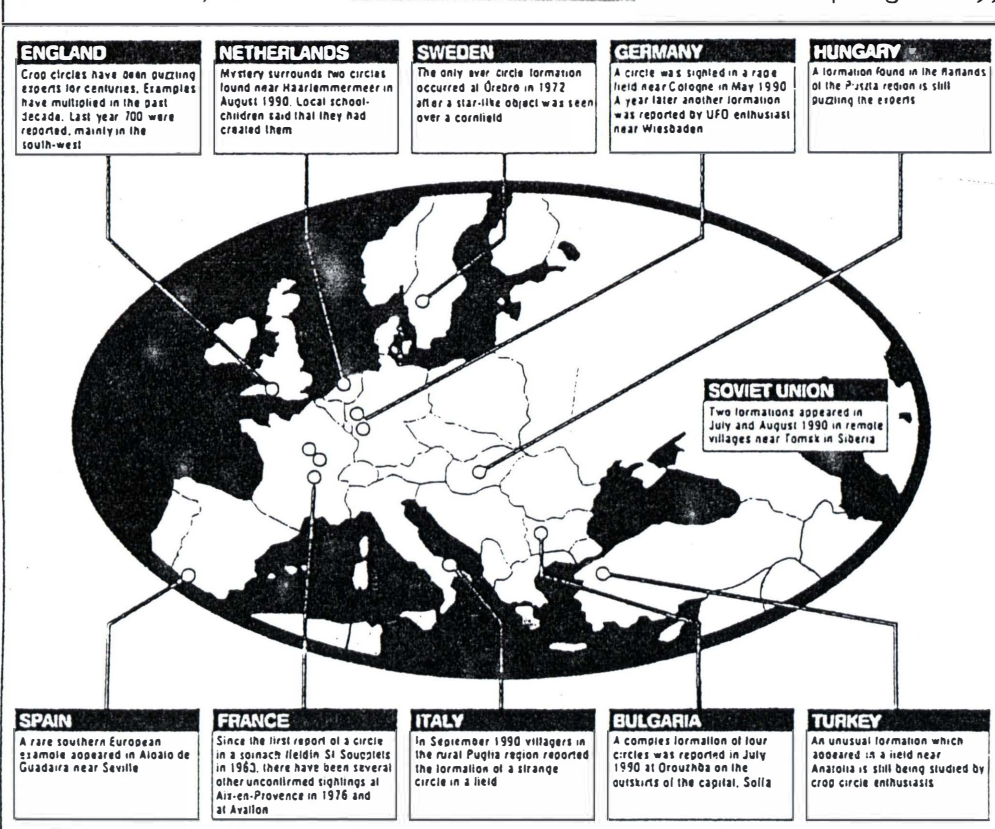 ENGLAND
Crop circles have been puzzling
experts for centuries. Examples
have multiplied in the past
decade. Last year 700 were
reported, mainly in the
south-west
NETHERLANDS
Mystery surrounds two circles
found near Haarlemmermeer in
August 1990. Local school-
children said that they had
created them
SWEDEN
The only ever circle formation
occurred at Örebro in 1972
after a star-like object was seen
over a cornfield
GERMANY
A circle was sighted in a rape
field near Cologne in May 1990
A year later another formation
was reported by UFO enthusiast
near Wiesbaden
HUNGARY
A formation found in the flatlands
of the Puszta region is still
puzzling the experts
SOVIET UNION
Two formations appeared in
July and August 1990 in remote
villages near Tomsk in Siberia
SPAIN
A rare southern European
example appeared in Alcalo de
Guadaira near Seville
FRANCE
Since the first report of a circle
in a spinach field in St Souplets
in 1963, there have been several
other unconfirmed sightings at
Aix-en-Provence in 1976 and
at Avallon
ITALY
In September 1990 villagers in
the rural Puglia region reported
the formation of a strange
circle in a field
BULGARIA
A complex formation of four
circles was reported in July
1990 at Drouzhba on the
outskirts of the capital, Sofia
TURKEY
An unusual formation which
appeared in a field near
Anatolia is still being studied by
crop circle enthusiasts